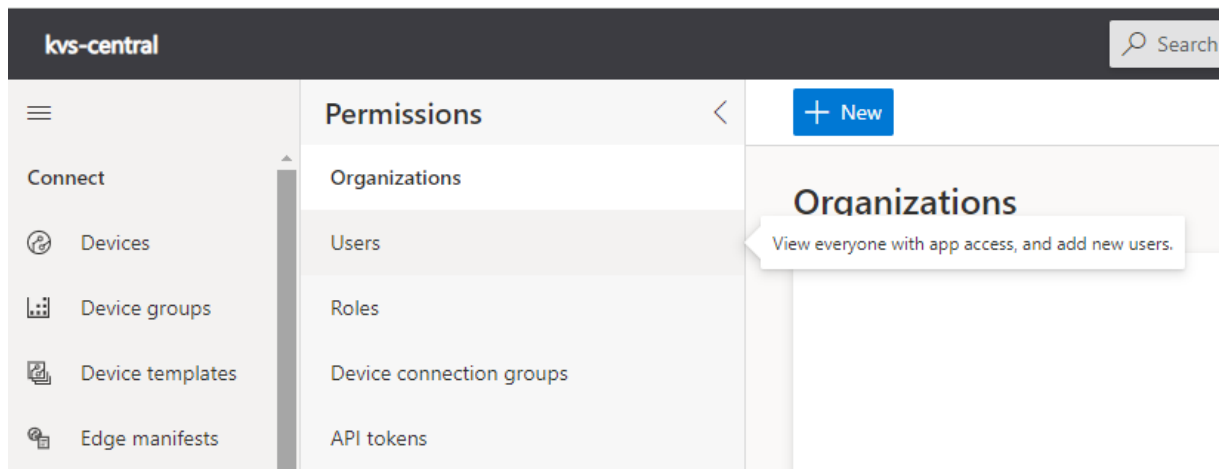 kvs-central
Search
Permissions
New
Connect
Organizations
Organizations
Devices
Users
View everyone with app access, and add new users.
Device groups
Roles
Device templates
Device connection groups
Edge manifests
API tokens